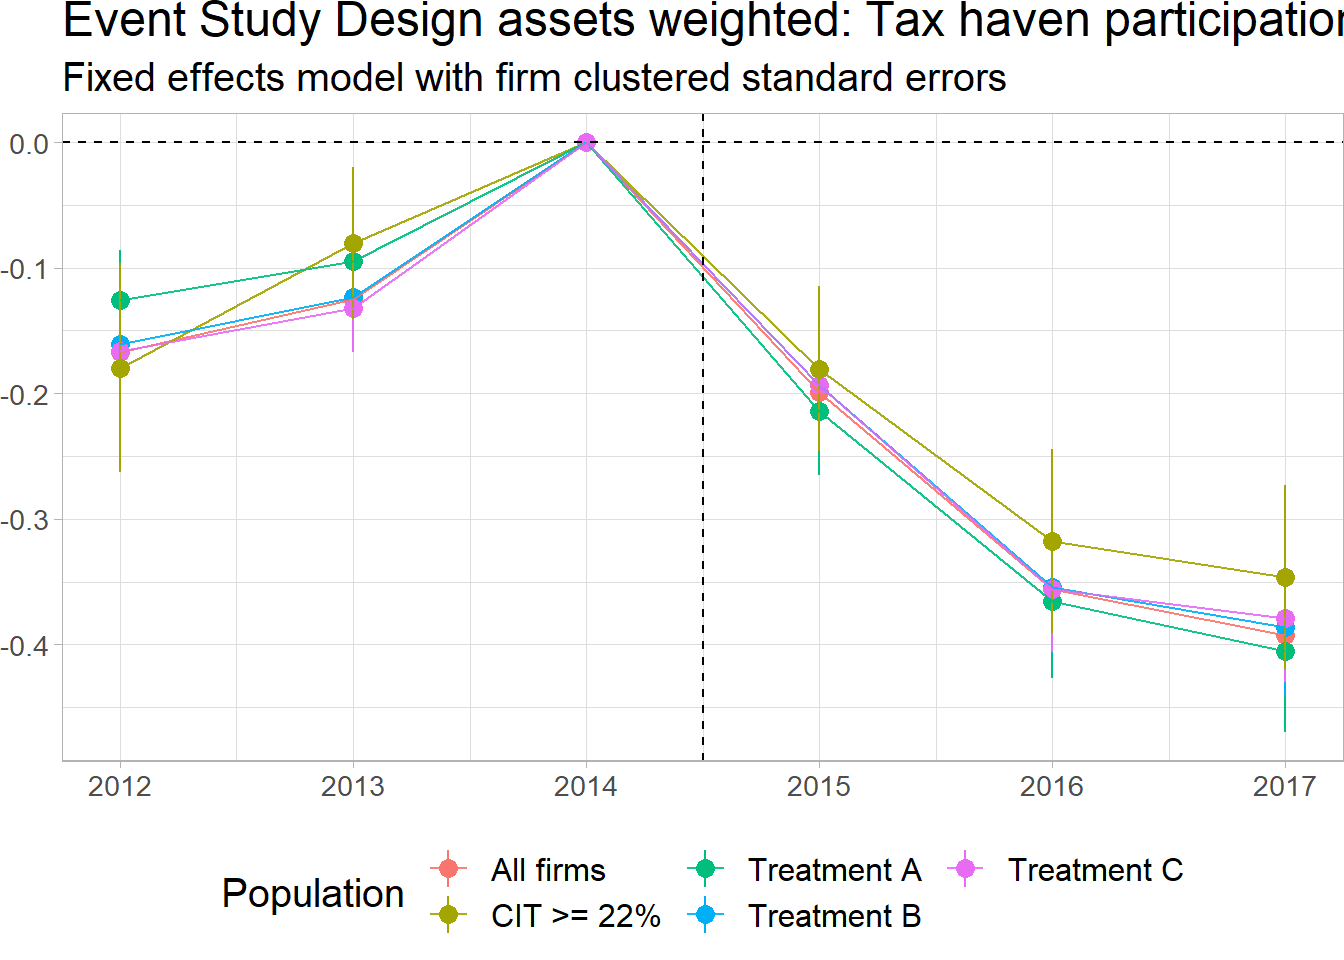 Event Study Design assets weighted: Tax haven participation
Fixed effects model with firm clustered standard errors
0.0
-0.1
-0.2
-0.3
-0.4
2012 2013 2014 2015 2016 2017
Population
All firms Treatment A Treatment C
CIT >= 22% Treatment B